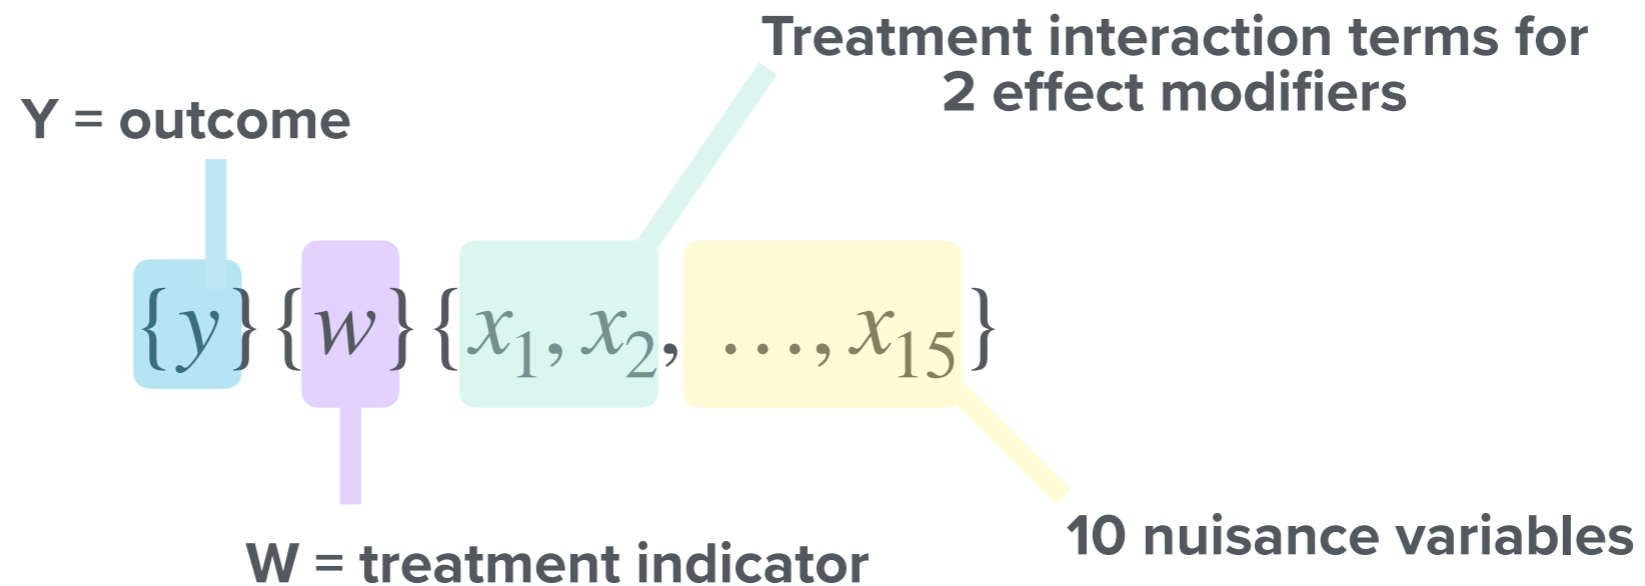 Treatment interaction terms for
2 effect modifiers
Y = outcome
{y} {w} {x₁, x₂, …, x₁₅}
W = treatment indicator
10 nuisance variables